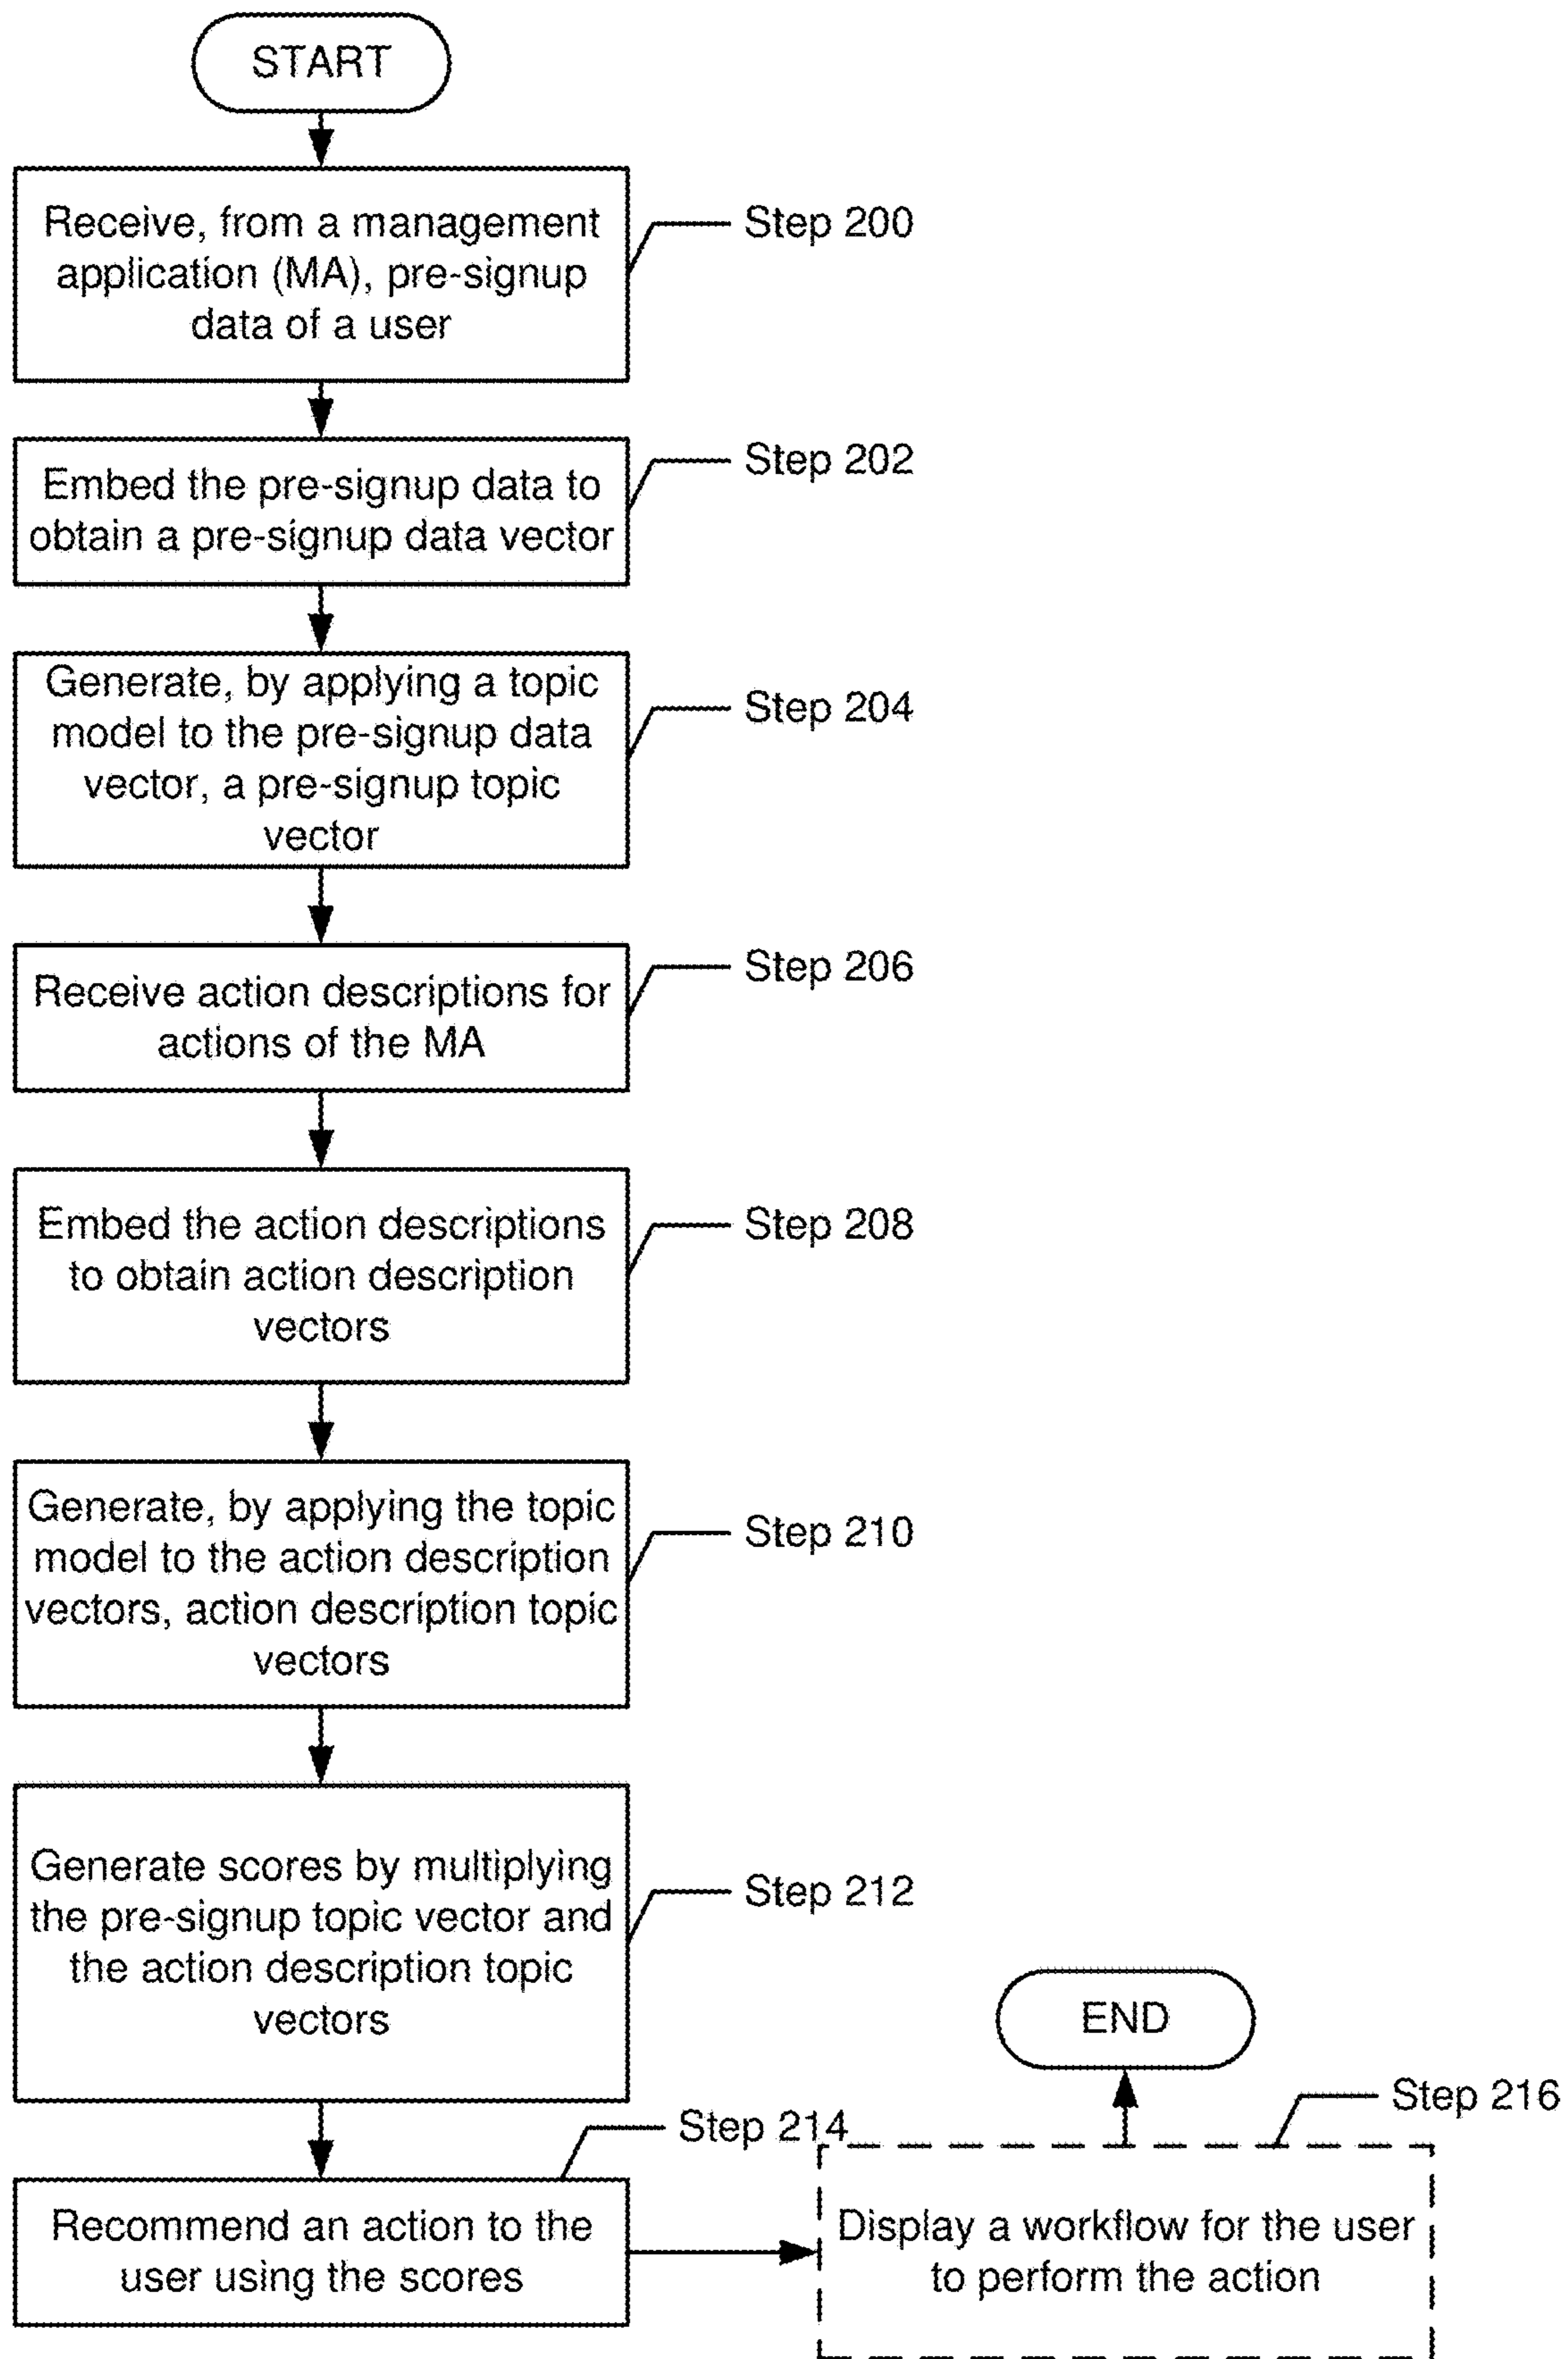 START
Receive, from a management
application (MA), pre-signup
data of a user
Step 200
Embed the pre-signup data to
obtain a pre-signup data vector
Step 202
Generate, by applying a topic
model to the pre-signup data
vector, a pre-signup topic
vector
Step 204
Receive action descriptions for
actions of the MA
Step 206
Embed the action descriptions
to obtain action description
vectors
Step 208
Generate, by applying the topic
model to the action description
vectors, action description topic
vectors
Step 210
Generate scores by multiplying
the pre-signup topic vector and
the action description topic
vectors
Step 212
Recommend an action to the
user using the scores
Step 214
Display a workflow for the user
to perform the action
Step 216
END